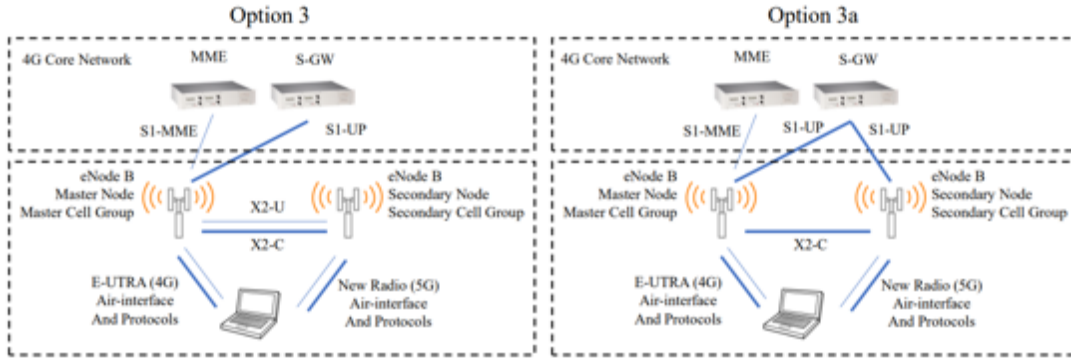 Option 3
4G Core Network
MME
S-GW
S1-MME
S1-UP
eNode B
Master Node
Master Cell Group
X2-U
X2-C
eNode B
Secondary Node
Secondary Cell Group
E-UTRA (4G)
Air-interface
And Protocols
New Radio (5G)
Air-interface
And Protocols
Option 3a
4G Core Network
MME
S-GW
S1-MME
S1-UP
S1-UP
eNode B
Master Node
Master Cell Group
X2-C
eNode B
Secondary Node
Secondary Cell Group
E-UTRA (4G)
Air-interface
And Protocols
New Radio (5G)
Air-interface
And Protocols